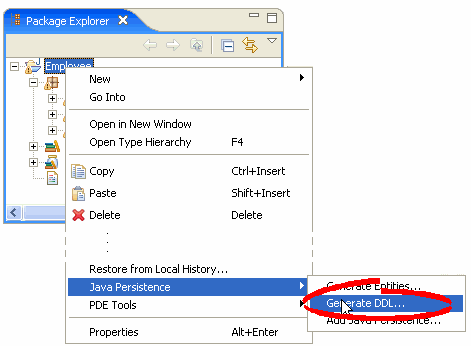 Package Explorer
Employee
New
Go Into
Open in New Window
Open Type Hierarchy F4
Copy Ctrl+Insert
Paste Shift+Insert
Delete Delete
Restore from Local History...
Java Persistence
PDE Tools
Properties Alt+Enter
Generate Entities...
Generate DDL...
Add Java Persistence...